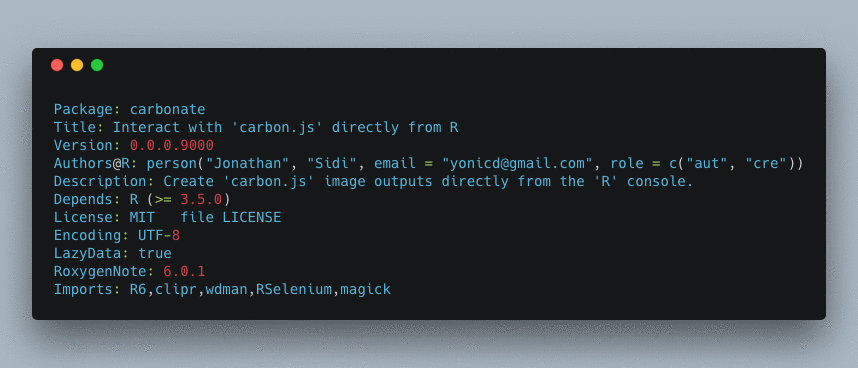 Package: carbonate
Title: Interact with 'carbon.js' directly from R
Version: 0.0.0.9000
Authors@R: person("Jonathan", "Sidi", email = "yonicd@gmail.com", role = c("aut", "cre"))
Description: Create 'carbon.js' image outputs directly from the 'R' console.
Depends: R (>= 3.5.0)
License: MIT   file LICENSE
Encoding: UTF-8
LazyData: true
RoxygenNote: 6.0.1
Imports: R6,clipr,wdman,RSelenium,magick